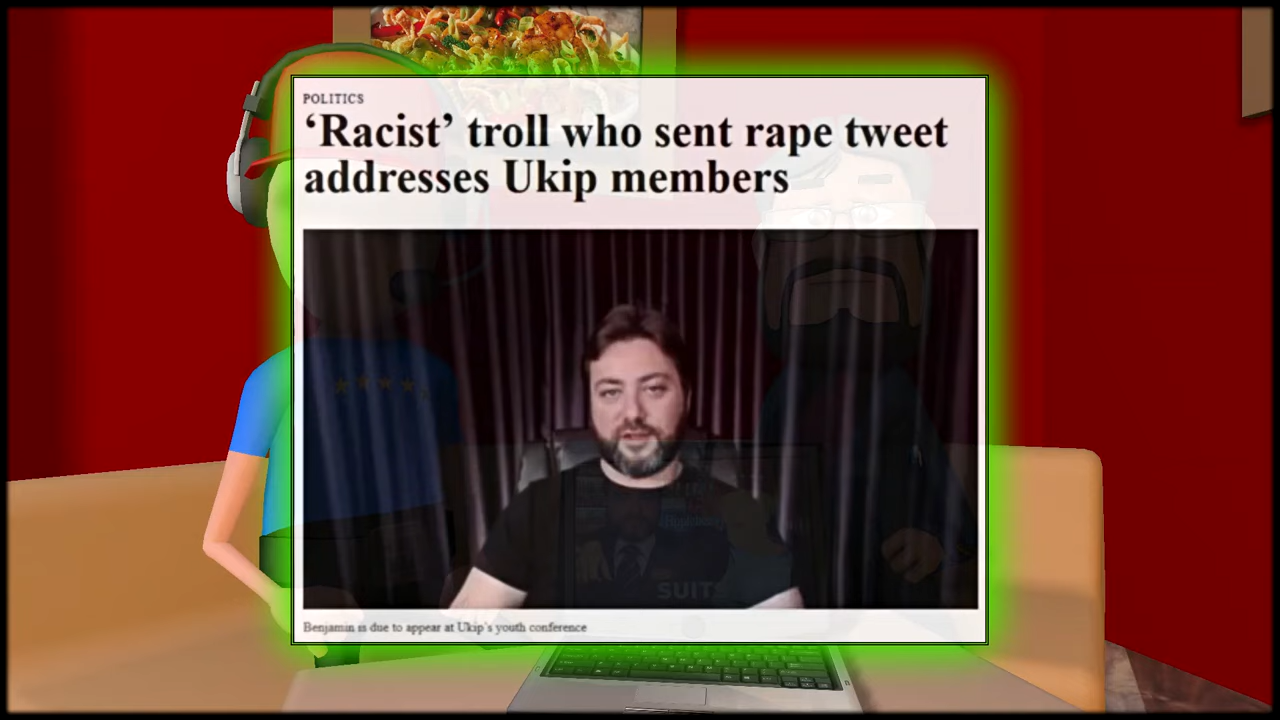 POLITICS
‘Racist’ troll who sent rape tweet
addresses Ukip members
SUITS
Benjamin is due to appear at Ukip's youth conference